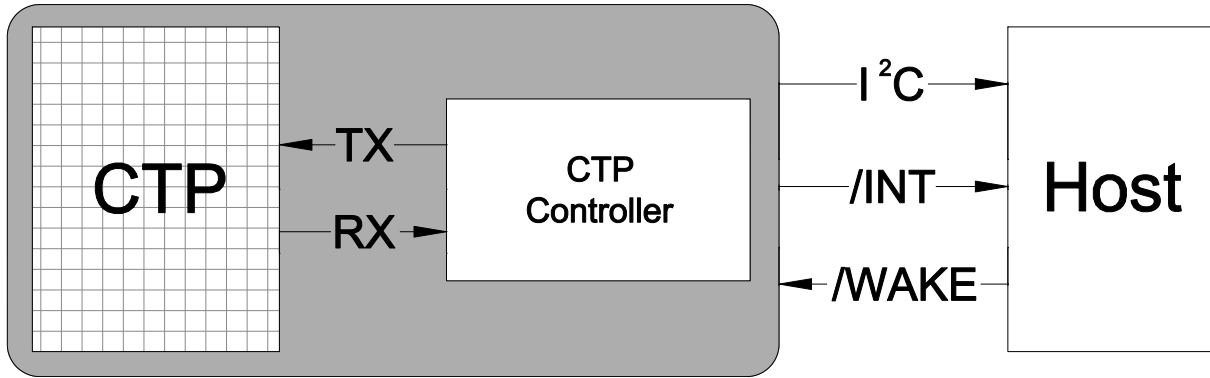 CTP
TX
RX
CTP
Controller
I²C
/INT
/WAKE
Host